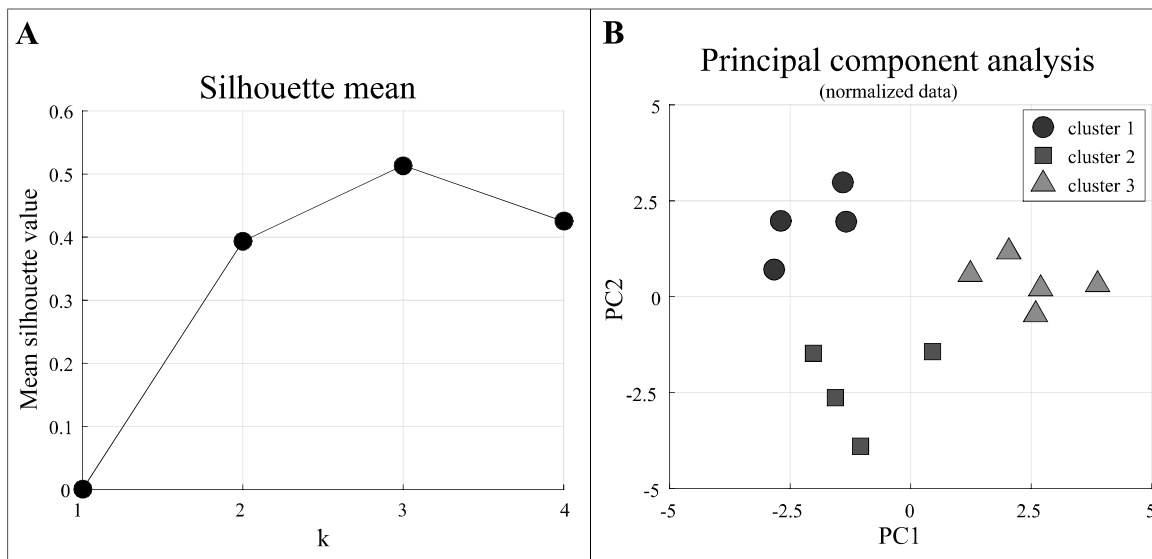 A
Silhouette mean
Mean silhouette value
0.6
0.5
0.4
0.3
0.2
0.1
0
1 2 3 4
k
B
Principal component analysis
(normalized data)
cluster 1
cluster 2
cluster 3
PC2
5
2.5
0
-2.5
-5
-5 -2.5 0 2.5 5
PC1